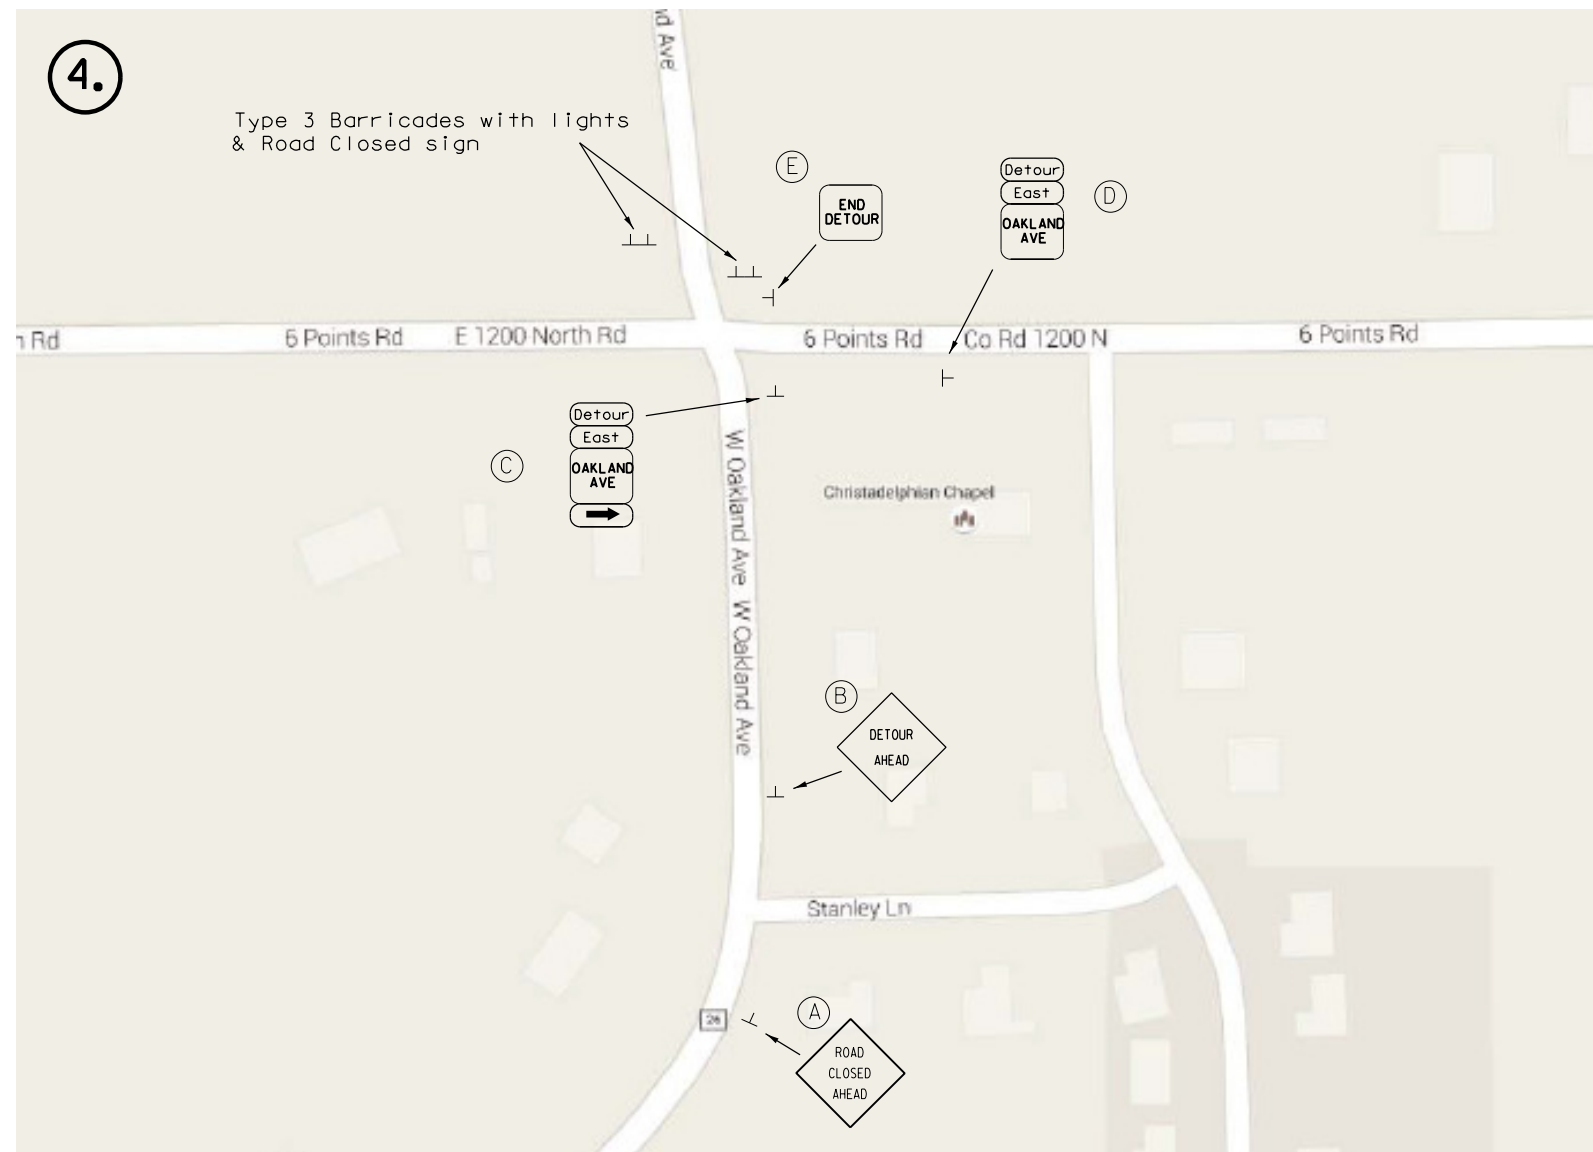 4.
nd Ave
Type 3 Barricades with lights
& Road Closed sign
E
END
DETOUR
Detour
East
OAKLAND
AVE
D
n Rd
6 Points Rd
E 1200 North Rd
6 Points Rd
Co Rd 1200 N
6 Points Rd
Detour
East
OAKLAND
AVE
C
W Oakland Ave
W Oakland Ave
Christadelphian Chapel
B
DETOUR
AHEAD
Stanley Ln
26
A
ROAD
CLOSED
AHEAD